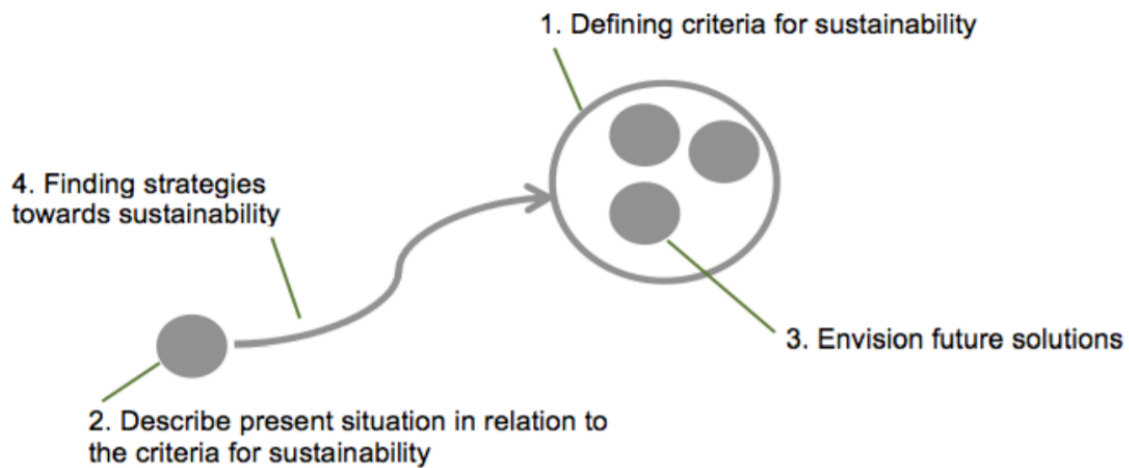 1. Defining criteria for sustainability
4. Finding strategies
towards sustainability
3. Envision future solutions
2. Describe present situation in relation to
the criteria for sustainability